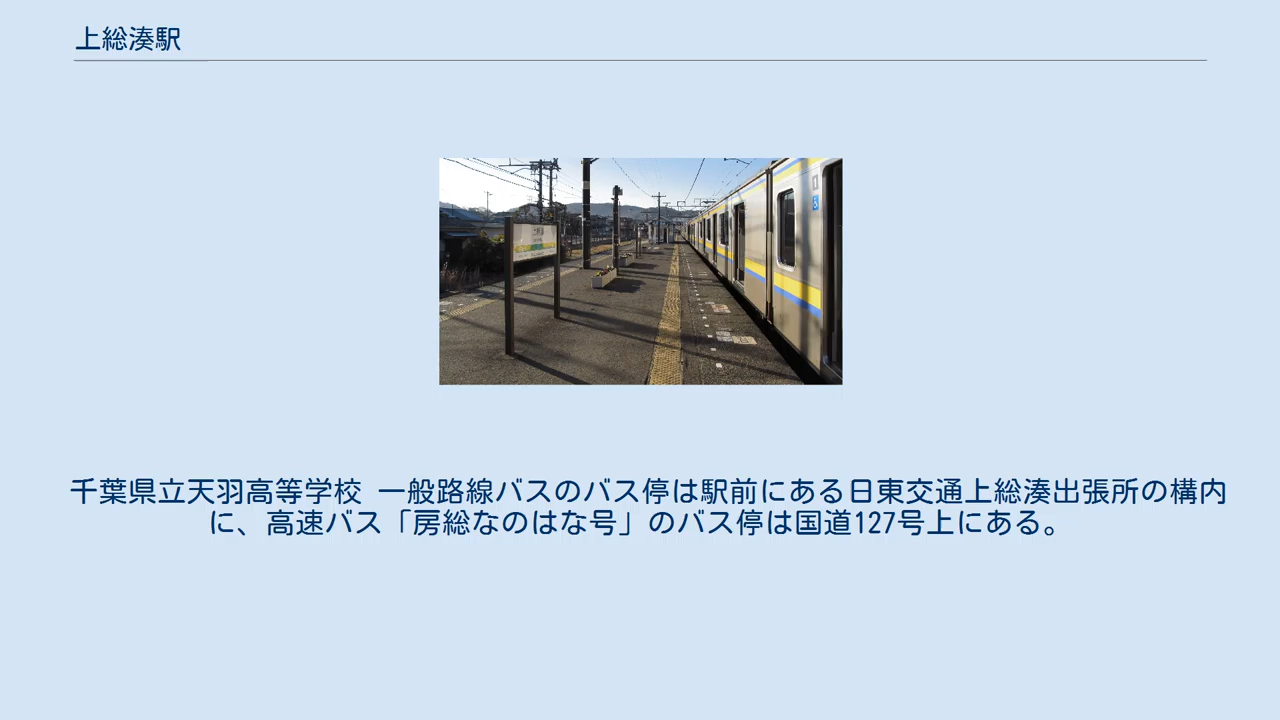 上総湊駅
千葉県立天羽高等学校 一般路線バスのバス停は駅前にある日東交通上総湊出張所の構内
に、高速バス「房総なのはな号」のバス停は国道127号上にある。